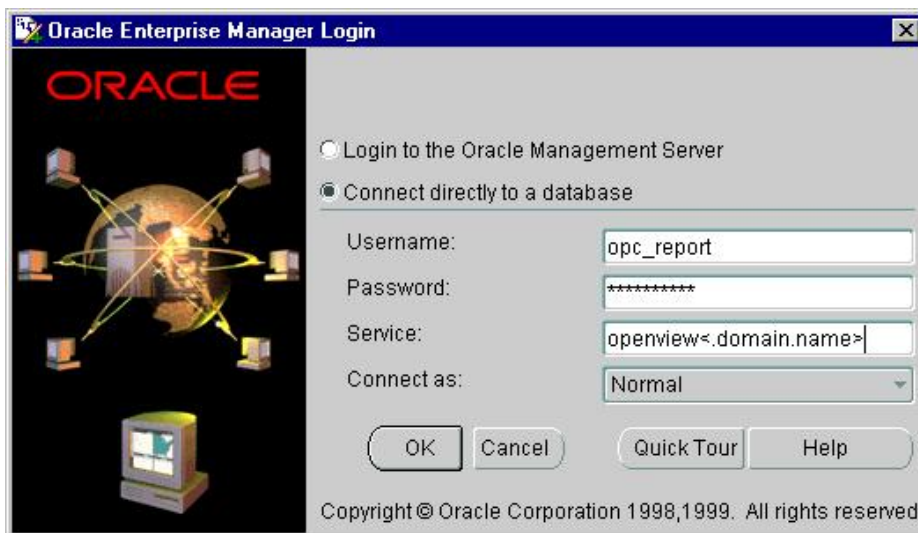 Oracle Enterprise Manager Login
ORACLE
Login to the Oracle Management Server
Connect directly to a database
Username: opc_report
Password: **********
Service: openview<.domain.name>
Connect as: Normal
OK Cancel Quick Tour Help
Copyright © Oracle Corporation 1998,1999. All rights reserved